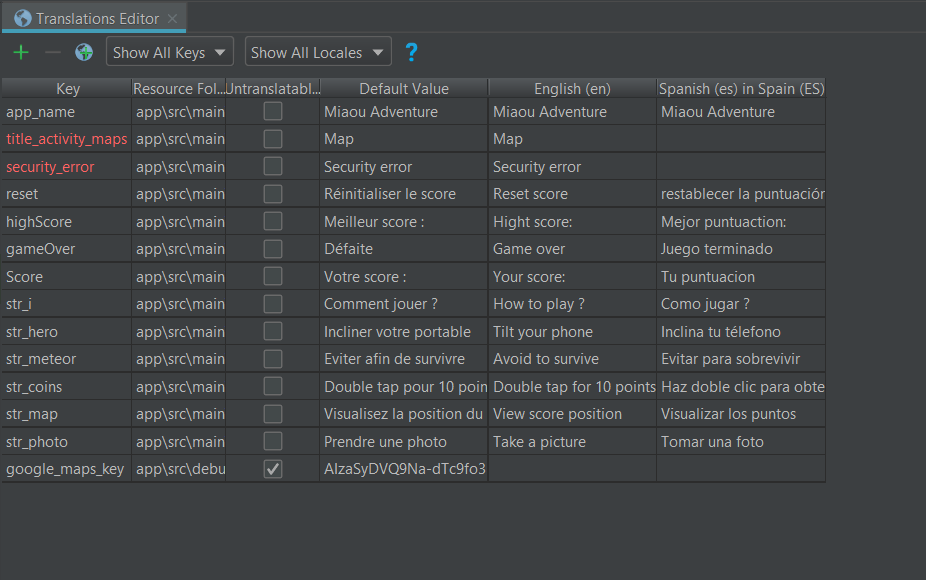 Translations Editor
Show All Keys Show All Locales ?
Key Resource Fol... Untranslatabl... Default Value English (en) Spanish (es) in Spain (ES)
app_name app\src\main Miaou Adventure Miaou Adventure Miaou Adventure
title_activity_maps app\src\main Map Map
security_error app\src\main Security error Security error
reset app\src\main Réinitialiser le score Reset score restablecer la puntuación
highScore app\src\main Meilleur score : Hight score: Mejor puntuaction:
gameOver app\src\main Défaite Game over Juego terminado
Score app\src\main Votre score : Your score: Tu puntuacion
str_i app\src\main Comment jouer ? How to play ? Como jugar ?
str_hero app\src\main Incliner votre portable Tilt your phone Inclina tu télefono
str_meteor app\src\main Eviter afin de survivre Avoid to survive Evitar para sobrevivir
str_coins app\src\main Double tap pour 10 poin Double tap for 10 points Haz doble clic para obte
str_map app\src\main Visualisez la position du View score position Visualizar los puntos
str_photo app\src\main Prendre une photo Take a picture Tomar una foto
google_maps_key app\src\debu AIzaSyDVQ9Na-dTc9fo3